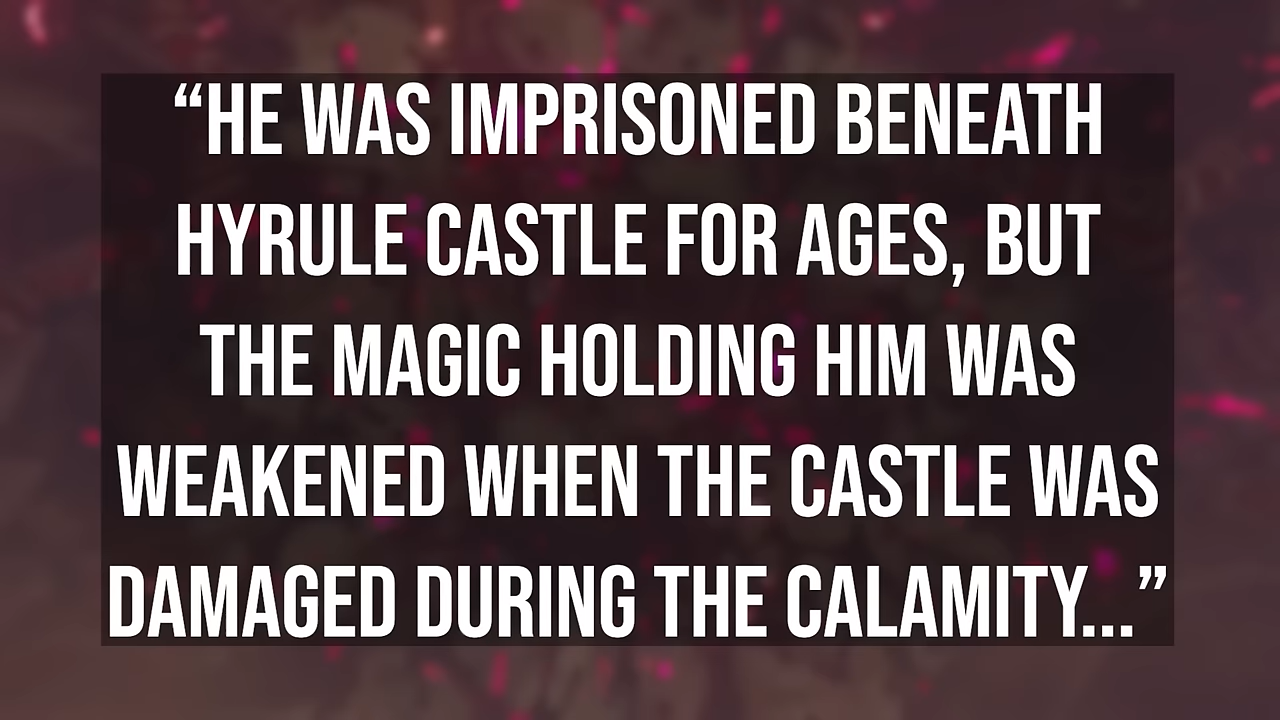 “HE WAS IMPRISONED BENEATH
HYRULE CASTLE FOR AGES, BUT
THE MAGIC HOLDING HIM WAS
WEAKENED WHEN THE CASTLE WAS
DAMAGED DURING THE CALAMITY...”